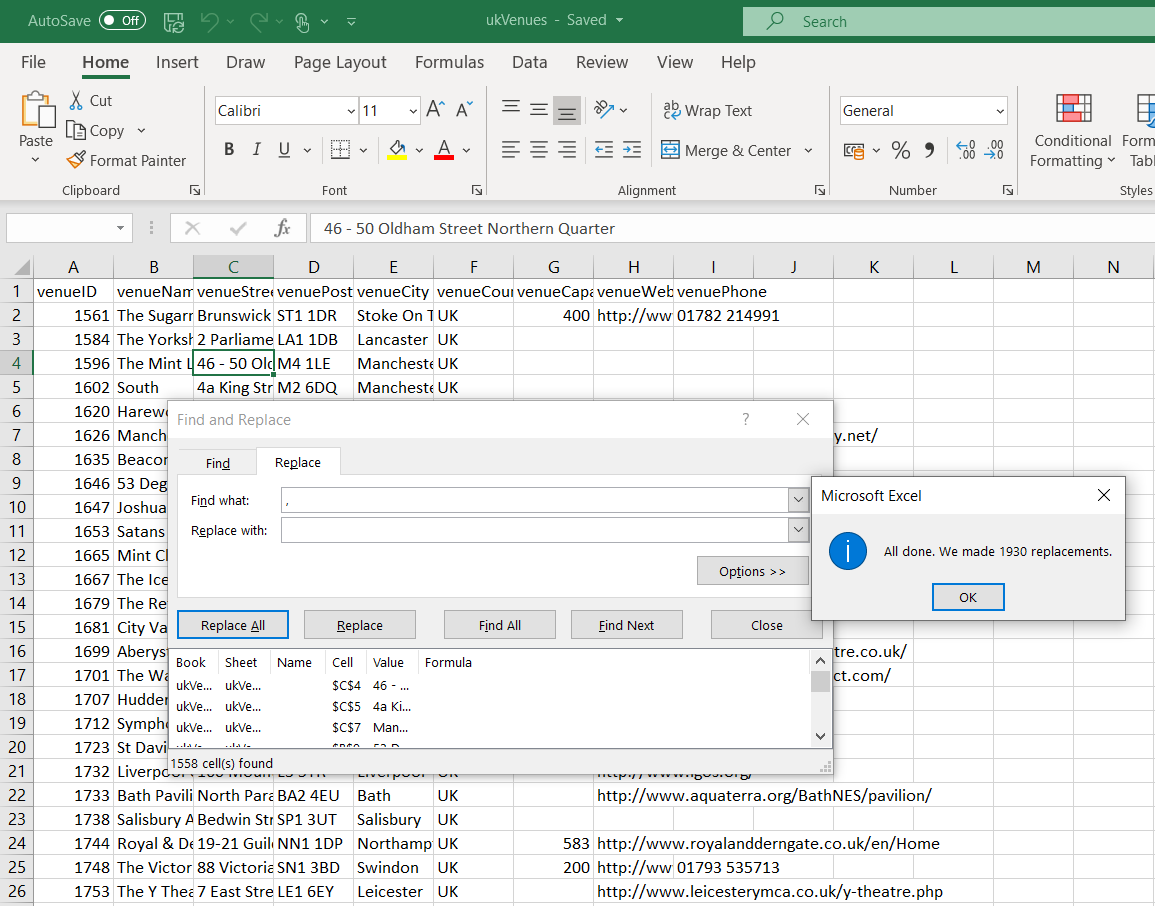 AutoSave Off ukVenues - Saved Search
File Home Insert Draw Page Layout Formulas Data Review View Help
Paste Cut Copy Format Painter
Calibri 11 B I U A A A
Wrap Text Merge & Center
General % 9 .00 .00
Conditional Formatting
Clipboard Font Alignment Number Styles
fx 46 - 50 Oldham Street Northern Quarter
A B C D E F G H I J K L M N
1 venueID venueNam venueStree venuePost venueCity venueCour venueCapa venueWeb venuePhone
2 1561 The Sugarn Brunswick ST1 1DR Stoke On T UK 400 http://ww 01782 214991
3 1584 The Yorksh 2 Parliame LA1 1DB Lancaster UK
4 1596 The Mint L 46 - 50 Old M4 1LE Mancheste UK
5 1602 South 4a King Str M2 6DQ Mancheste UK
6 1620 Harewo
7 1626 Manch y.net/
8 1635 Beacon
9 1646 53 Deg
10 1647 Joshua
11 1653 Satans
12 1665 Mint Cl
13 1667 The Ice
14 1679 The Re
15 1681 City Va
16 1699 Aberyst tre.co.uk/
17 1701 The Wa ct.com/
18 1707 Hudder
19 1712 Sympho
20 1723 St Davi
21 1732 Liverpool
22 1733 Bath Pavili North Para BA2 4EU Bath UK http://www.aquaterra.org/BathNES/pavilion/
23 1738 Salisbury A Bedwin Str SP1 3UT Salisbury UK
24 1744 Royal & De 19-21 Guild NN1 1DP Northamp UK 583 http://www.royalandderngate.co.uk/en/Home
25 1748 The Victor 88 Victoria SN1 3BD Swindon UK 200 http://ww 01793 535713
26 1753 The Y Thea 7 East Stre LE1 6EY Leicester UK http://www.leicesterymca.co.uk/y-theatre.php
Find and Replace ?
Find Replace
Find what: ,
Replace with:
Options >>
Replace All Replace Find All Find Next Close
Book Sheet Name Cell Value Formula
ukVe... ukVe... $C$4 46 - ...
ukVe... ukVe... $C$5 4a Ki...
ukVe... ukVe... $C$7 Man...
1558 cell(s) found
Microsoft Excel
All done. We made 1930 replacements.
OK